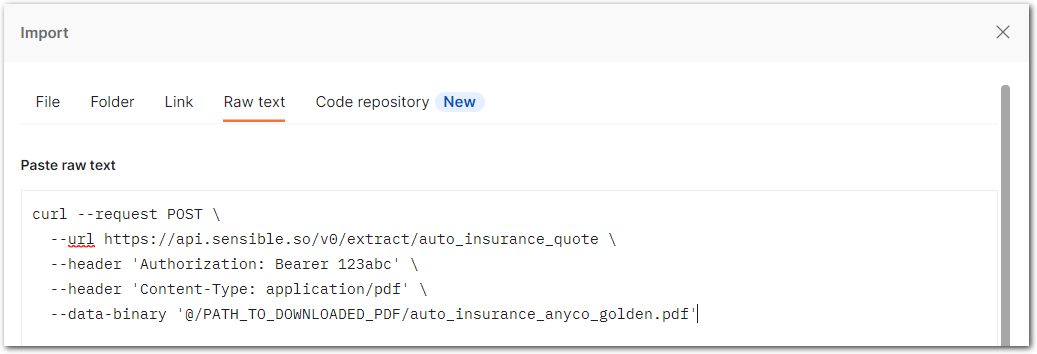 Import
File Folder Link Raw text Code repository New
Paste raw text
curl --request POST \
--url https://api.sensible.so/v0/extract/auto_insurance_quote \
--header 'Authorization: Bearer 123abc' \
--header 'Content-Type: application/pdf' \
--data-binary '@/PATH_TO_DOWNLOADED_PDF/auto_insurance_anyco_golden.pdf'